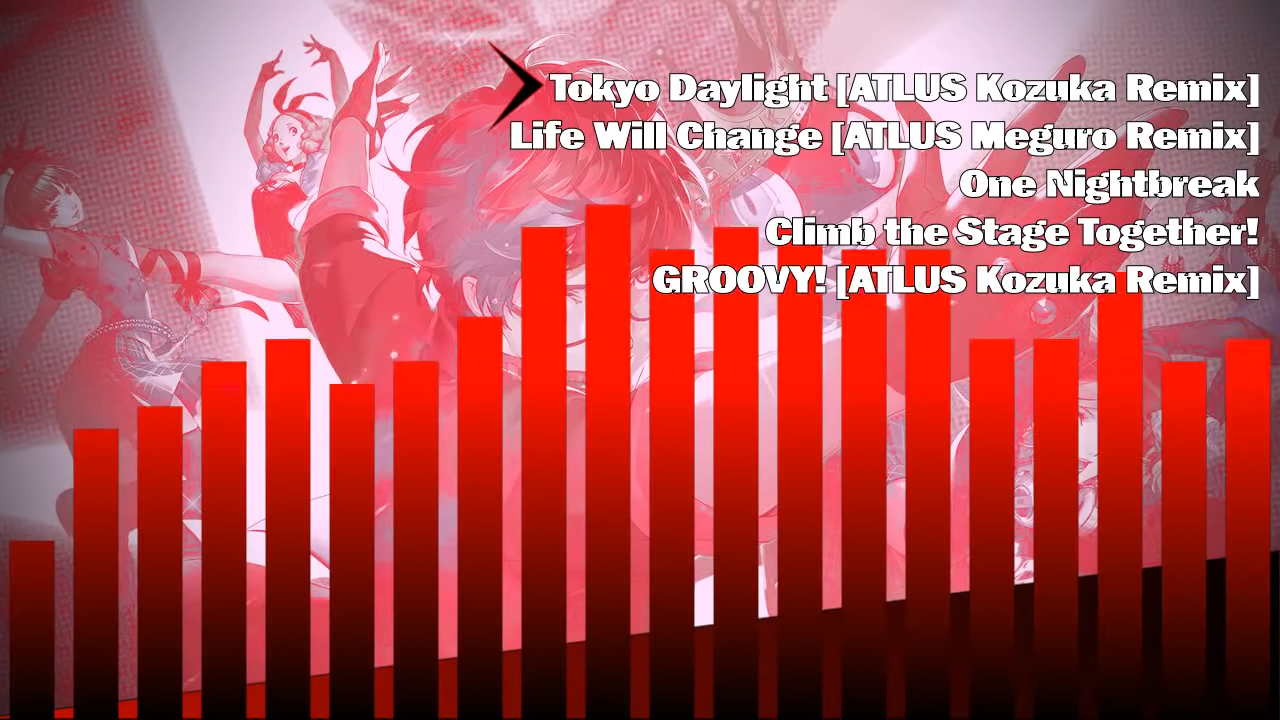 Tokyo Daylight [ATLUS Kozuka Remix]
Life Will Change [ATLUS Meguro Remix]
One Nightbreak
Climb the Stage Together!
GROOVY! [ATLUS Kozuka Remix]